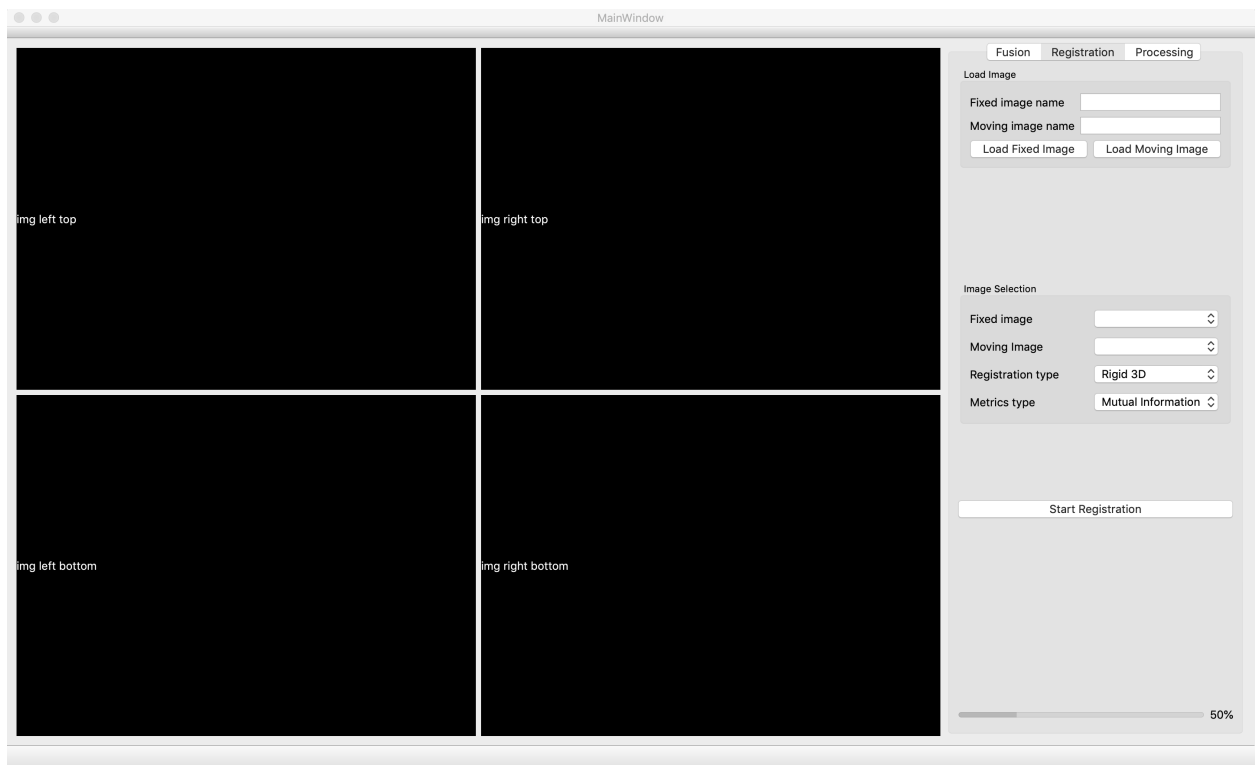 MainWindow
Fusion Registration Processing
Load Image
Fixed image name
Moving image name
Load Fixed Image Load Moving Image
img left top
img right top
Image Selection
Fixed image
Moving Image
Registration type Rigid 3D
Metrics type Mutual Information
Start Registration
img left bottom
img right bottom
50%